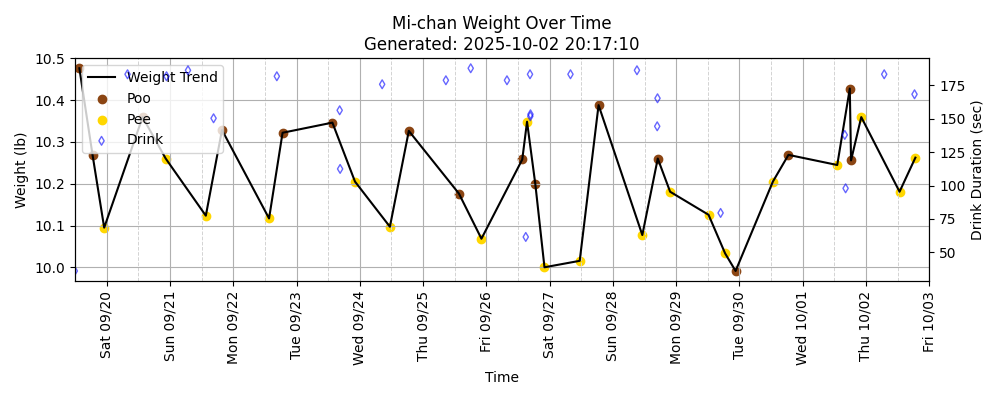 Mi-chan Weight Over Time
Generated: 2025-10-02 20:17:10
Weight (lb)
10.5
10.4
10.3
10.2
10.1
10.0
Weight Trend
Poo
Pee
Drink
175
150
125
100
75
50
Drink Duration (sec)
Sat 09/20
Sun 09/21
Mon 09/22
Tue 09/23
Wed 09/24
Thu 09/25
Fri 09/26
Sat 09/27
Sun 09/28
Mon 09/29
Tue 09/30
Wed 10/01
Thu 10/02
Fri 10/03
Time